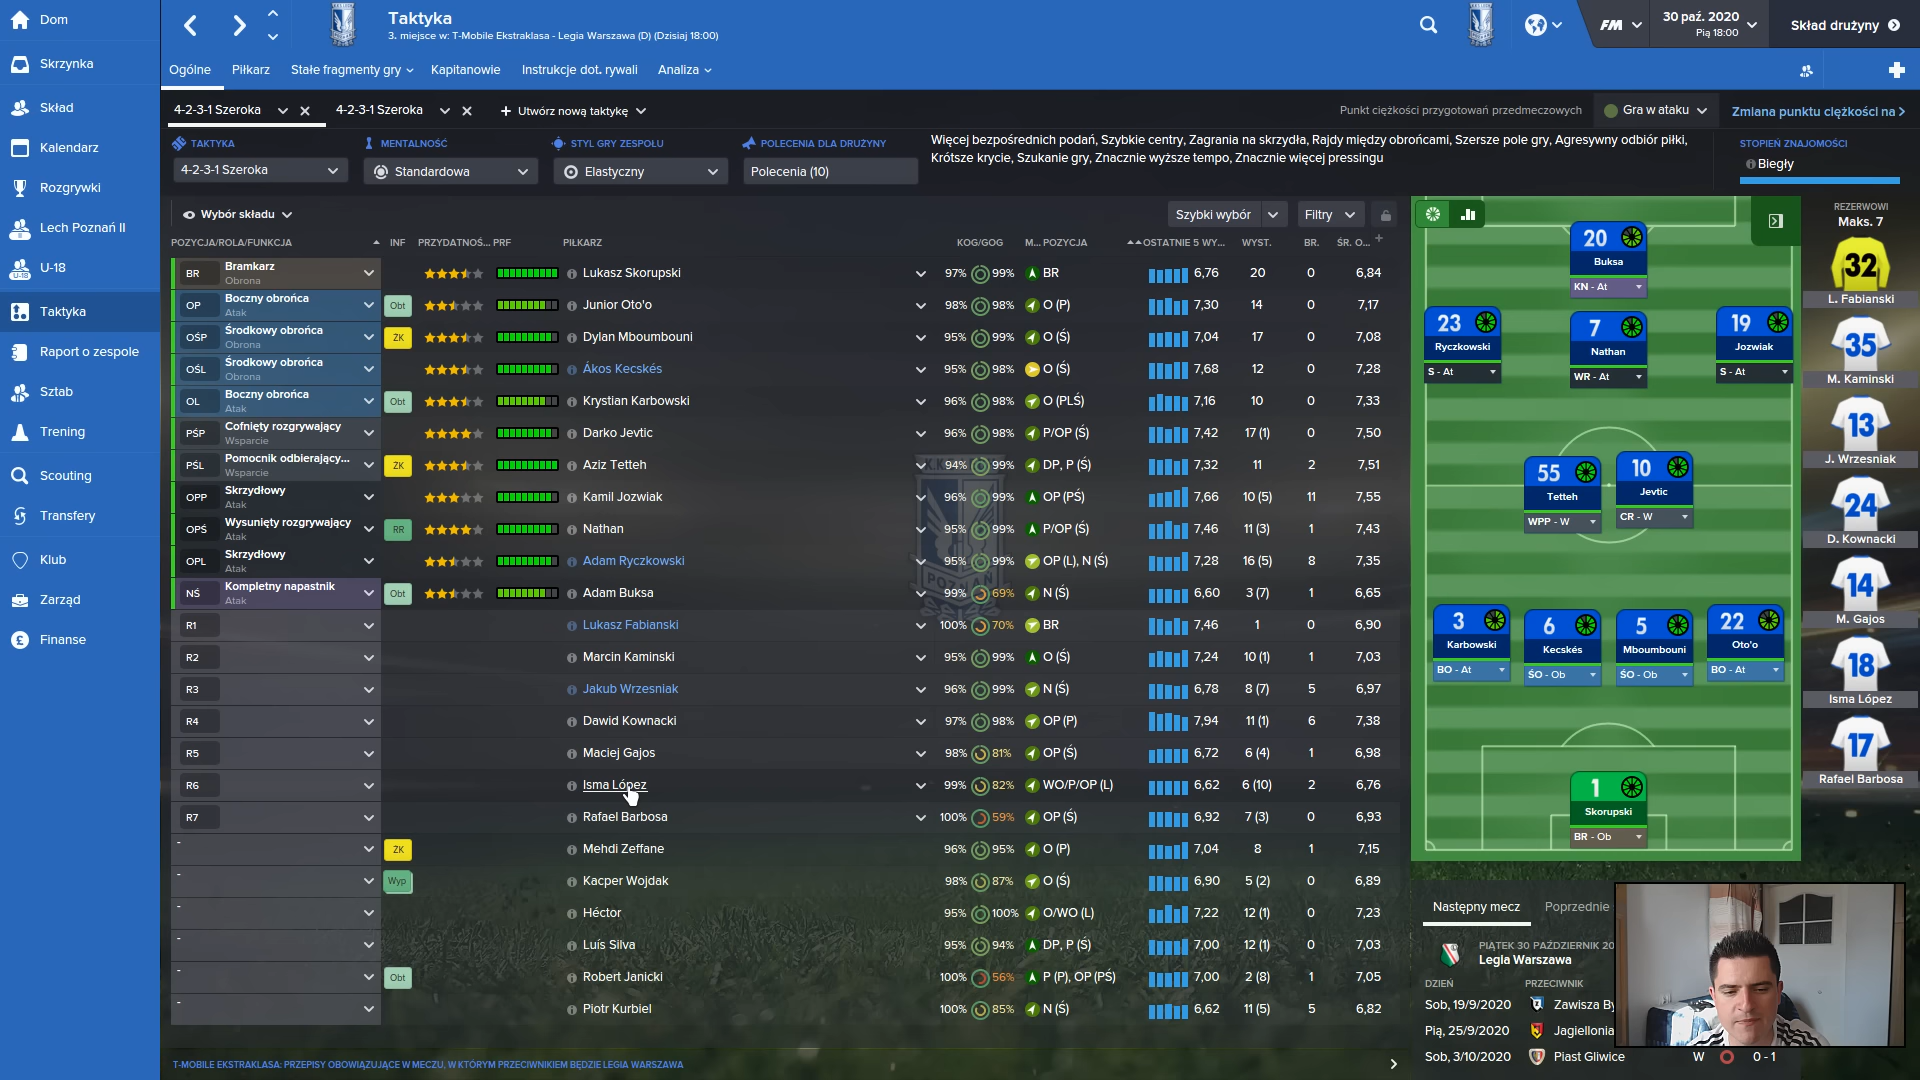 Dom
Skrzynka
Skład
Kalendarz
Rozgrywki
Lech Poznań II
U-18
Taktyka
Raport o zespole
Sztab
Trening
Scouting
Transfery
Klub
Zarząd
Finanse
Taktyka
3. miejsce w: T-Mobile Ekstraklasa - Legia Warszawa (D) (Dzisiaj 18:00)
FM
30 paź. 2020
Pią 18:00
Skład drużyny
Ogólne Piłkarz Stałe fragmenty gry Kapitanowie Instrukcje dot. rywali Analiza
4-2-3-1 Szeroka 4-2-3-1 Szeroka Utwórz nową taktykę
Punkt ciężkości przygotowań przedmeczowych Gra w ataku Zmiana punktu ciężkości na >
TAKTYKA MENTALNOŚĆ STYL GRY ZESPOŁU POLECENIA DLA DRUŻYNY
4-2-3-1 Szeroka Standardowa Elastyczny Polecenia (10)
Więcej bezpośrednich podań, Szybkie centry, Zagrania na skrzydła, Rajdy między obrońcami, Szersze pole gry, Agresywny odbiór piłki,
Krótsze krycie, Szukanie gry, Znacznie wyższe tempo, Znacznie więcej pressingu
STOPIEŃ ZNAJOMOŚCI
Biegły
Wybór składu Szybki wybór Filtry
POZYCJA/ROLA/FUNKCJA INF PRZYDATNOŚ... PRF PIŁKARZ KOG/GOG M... POZYCJA OSTATNIE 5 WY... WYST. BR. ŚR. O...
BR Bramkarz Obrona Lukasz Skorupski 97% 99% BR 6,76 20 0 6,84
OP Boczny obrońca Atak Obt Junior Oto'o 98% 98% O (P) 7,30 14 0 7,17
OŚP Środkowy obrońca Obrona ZK Dylan Mboumbouni 95% 99% O (Ś) 7,04 17 0 7,08
OŚL Środkowy obrońca Obrona Ákos Kecskés 95% 98% O (Ś) 7,68 12 0 7,28
OL Boczny obrońca Atak Obt Krystian Karbowski 96% 98% O (PLŚ) 7,16 10 0 7,33
PŚP Cofnięty rozgrywający Wsparcie Darko Jevtic 96% 98% P/OP (Ś) 7,42 17 (1) 0 7,50
PŚL Pomocnik odbierający... Wsparcie ZK Aziz Tetteh 94% 99% DP, P (Ś) 7,32 11 2 7,51
OPP Skrzydłowy Atak Kamil Jozwiak 96% 99% OP (PŚ) 7,66 10 (5) 11 7,55
OPŚ Wysunięty rozgrywający Atak RR Nathan 95% 99% P/OP (Ś) 7,46 11 (3) 1 7,43
OPL Skrzydłowy Atak Adam Ryczkowski 95% 99% OP (L), N (Ś) 7,28 16 (5) 8 7,35
NŚ Kompletny napastnik Atak Obt Adam Buksa 99% 69% N (Ś) 6,60 3 (7) 1 6,65
R1 Lukasz Fabianski 100% 70% BR 7,46 1 0 6,90
R2 Marcin Kaminski 95% 99% O (Ś) 7,24 10 (1) 1 7,03
R3 Jakub Wrzesniak 96% 99% N (Ś) 6,78 8 (7) 5 6,97
R4 Dawid Kownacki 97% 98% OP (P) 7,94 11 (1) 6 7,38
R5 Maciej Gajos 98% 81% OP (Ś) 6,72 6 (4) 1 6,98
R6 Isma López 99% 82% WO/P/OP (L) 6,62 6 (10) 2 6,76
R7 Rafael Barbosa 100% 59% OP (Ś) 6,92 7 (3) 0 6,93
- ZK Mehdi Zeffane 96% 95% O (P) 7,04 8 1 7,15
- Wyp Kacper Wojdak 98% 87% O (Ś) 6,90 5 (2) 0 6,89
- Héctor 95% 100% O/WO (L) 7,22 12 (1) 0 7,23
- Luís Silva 95% 94% DP, P (Ś) 7,00 12 (1) 0 7,03
- Obt Robert Janicki 100% 56% P (P), OP (PŚ) 7,00 2 (8) 1 7,05
- Piotr Kurbiel 100% 85% N (Ś) 6,62 11 (5) 5 6,82
T-MOBILE EKSTRAKLASA: PRZEPISY OBOWIĄZUJĄCE W MECZU, W KTÓRYM PRZECIWNIKIEM BĘDZIE LEGIA WARSZAWA
20
Buksa
KN - At
23 7 19
Ryczkowski Nathan Jozwiak
S - At WR - At S - At
55 10
Tetteh Jevtic
WPP - W CR - W
3 6 5 22
Karbowski Kecskés Mboumbouni Oto'o
BO - At ŚO - Ob ŚO - Ob BO - At
1
Skorupski
BR - Ob
REZERWOWI
Maks. 7
32
L. Fabianski
35
M. Kaminski
13
J. Wrzesniak
24
D. Kownacki
14
M. Gajos
18
Isma López
17
Rafael Barbosa
Następny mecz Poprzednie
PIĄTEK 30 PAŹDZIERNIK 20
Legia Warszawa
DZIEŃ PRZECIWNIK
Sob, 19/9/2020 Zawisza By
Pią, 25/9/2020 Jagiellonia
Sob, 3/10/2020 Piast Gliwice W 0 - 1